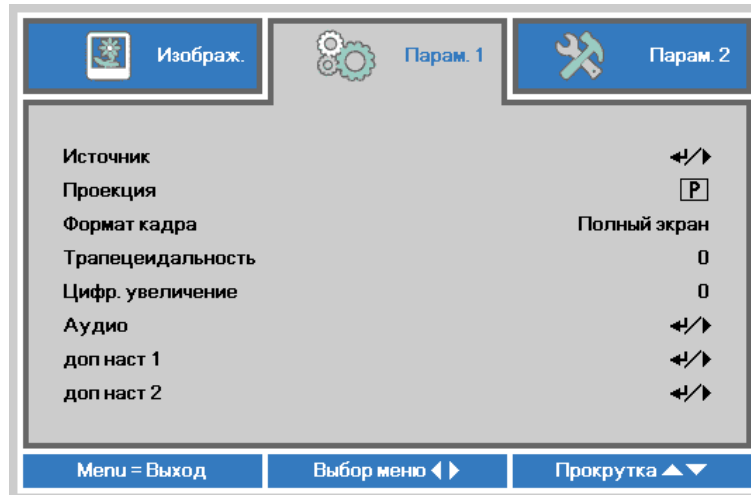 Изображ.
Парам. 1
Парам. 2
Источник
Проекция P
Формат кадра Полный экран
Трапецеидальность 0
Цифр. увеличение 0
Аудио
доп наст 1
доп наст 2
Menu = Выход
Выбор меню
Прокрутка